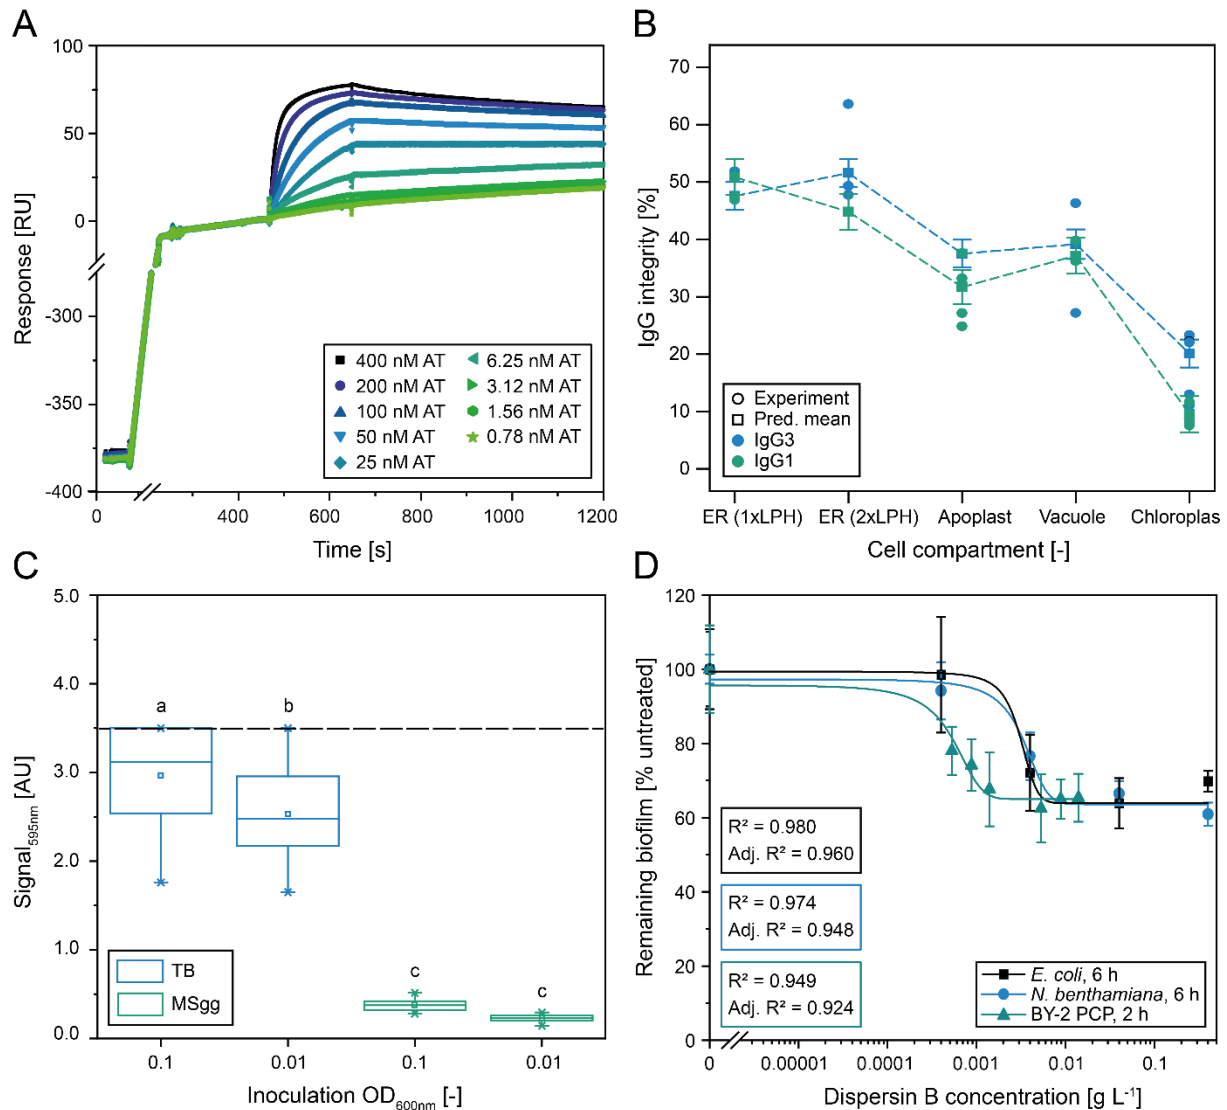 A
100
50
0
-300
-350
-400
Response [RU]
0
200
400
600
800
1000
1200
Time [s]
400 nM AT
200 nM AT
100 nM AT
50 nM AT
25 nM AT
6.25 nM AT
3.12 nM AT
1.56 nM AT
0.78 nM AT
B
70
60
50
40
30
20
10
0
IgG integrity [%]
Experiment
Pred. mean
IgG3
IgG1
ER (1xLPH)
ER (2xLPH)
Apoplast
Vacuole
Chloroplas
Cell compartment [-]
C
5.0
4.0
3.0
2.0
1.0
0.0
Signal595nm [AU]
a
b
c
c
TB
MSgg
0.1
0.01
0.1
0.01
Inoculation OD600nm [-]
D
120
100
80
60
40
20
0
Remaining biofilm [% untreated]
R² = 0.980
Adj. R² = 0.960
R² = 0.974
Adj. R² = 0.948
R² = 0.949
Adj. R² = 0.924
E. coli, 6 h
N. benthamiana, 6 h
BY-2 PCP, 2 h
0
0.00001
0.0001
0.001
0.01
0.1
Dispersin B concentration [g L⁻¹]